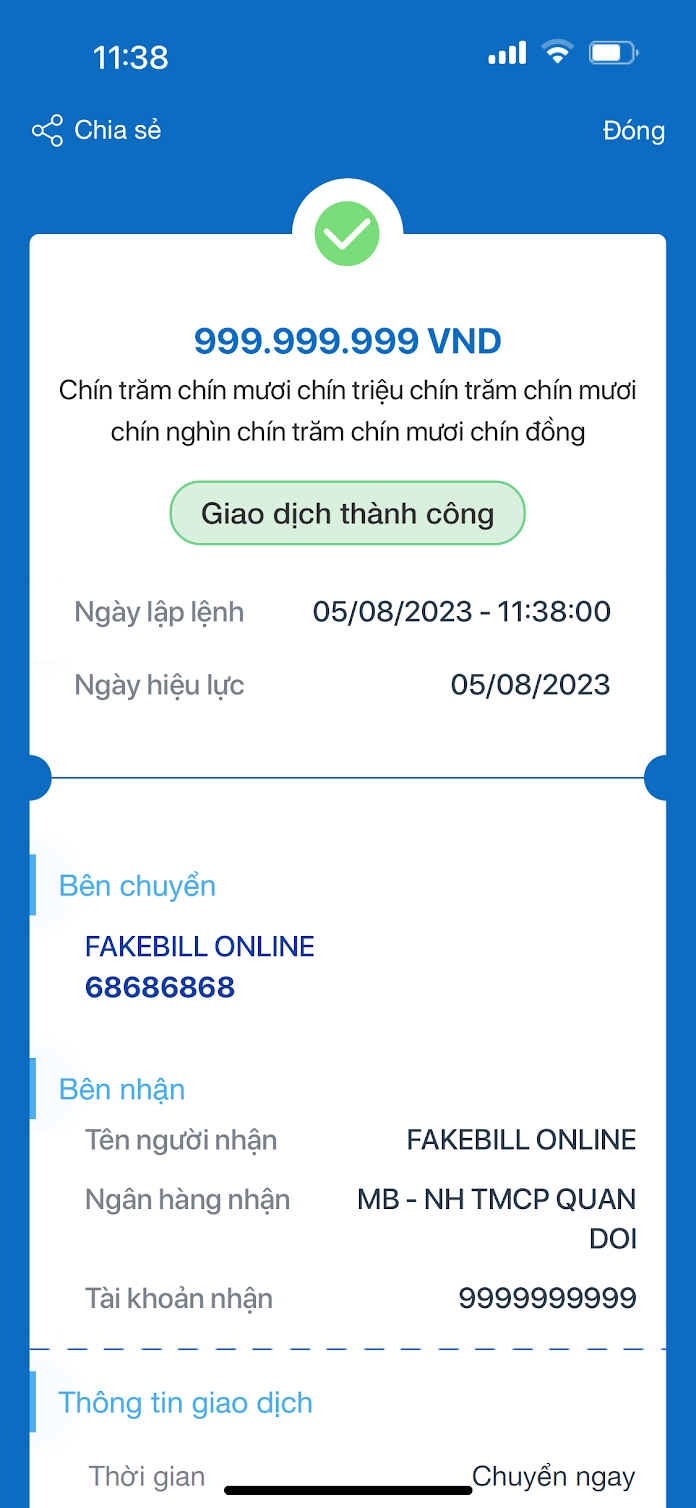 11:38
Chia sẻ
Đóng
999.999.999 VND
Chín trăm chín mươi chín triệu chín trăm chín mươi
chín nghìn chín trăm chín mươi chín đồng
Giao dịch thành công
Ngày lập lệnh 05/08/2023 - 11:38:00
Ngày hiệu lực 05/08/2023
Bên chuyển
FAKEBILL ONLINE
68686868
Bên nhận
Tên người nhận FAKEBILL ONLINE
Ngân hàng nhận MB - NH TMCP QUAN
DOI
Tài khoản nhận 9999999999
Thông tin giao dịch
Thời gian Chuyển ngay